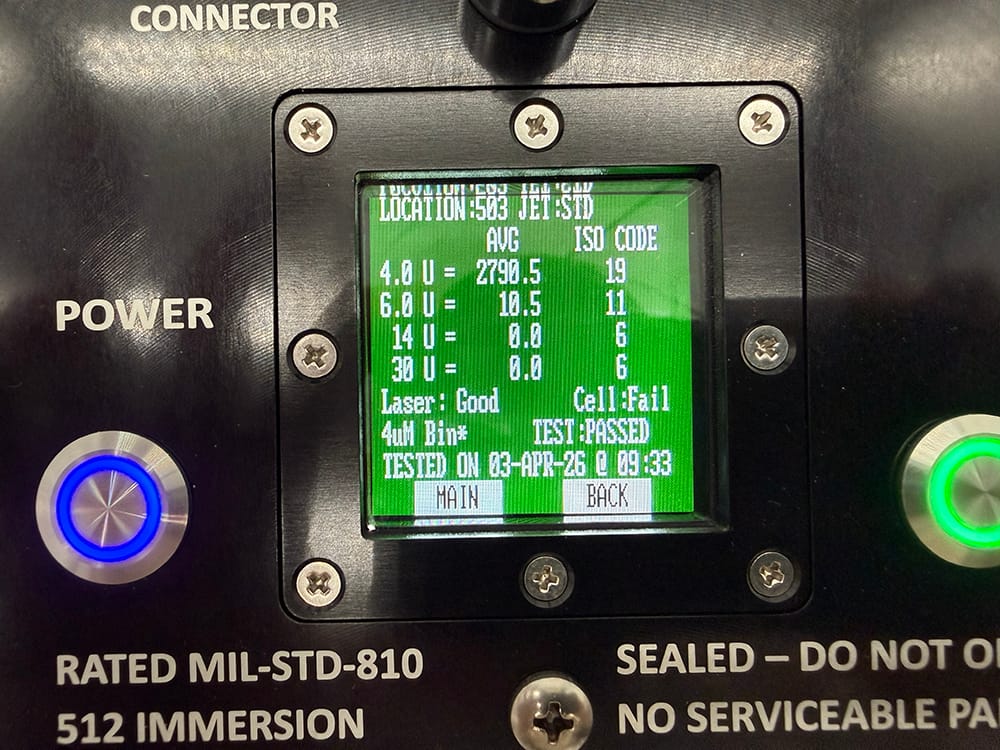 CONNECTOR
LOCATION:503 JET:STD
AVG ISO CODE
4.0 U = 2790.5 19
6.0 U = 10.5 11
14 U = 0.0 6
30 U = 0.0 6
Laser: Good Cell:Fail
4uM Bin* TEST:PASSED
TESTED ON 03-APR-26 @ 09:33
MAIN BACK
POWER
RATED MIL-STD-810
512 IMMERSION
SEALED – DO NOT
NO SERVICEABLE